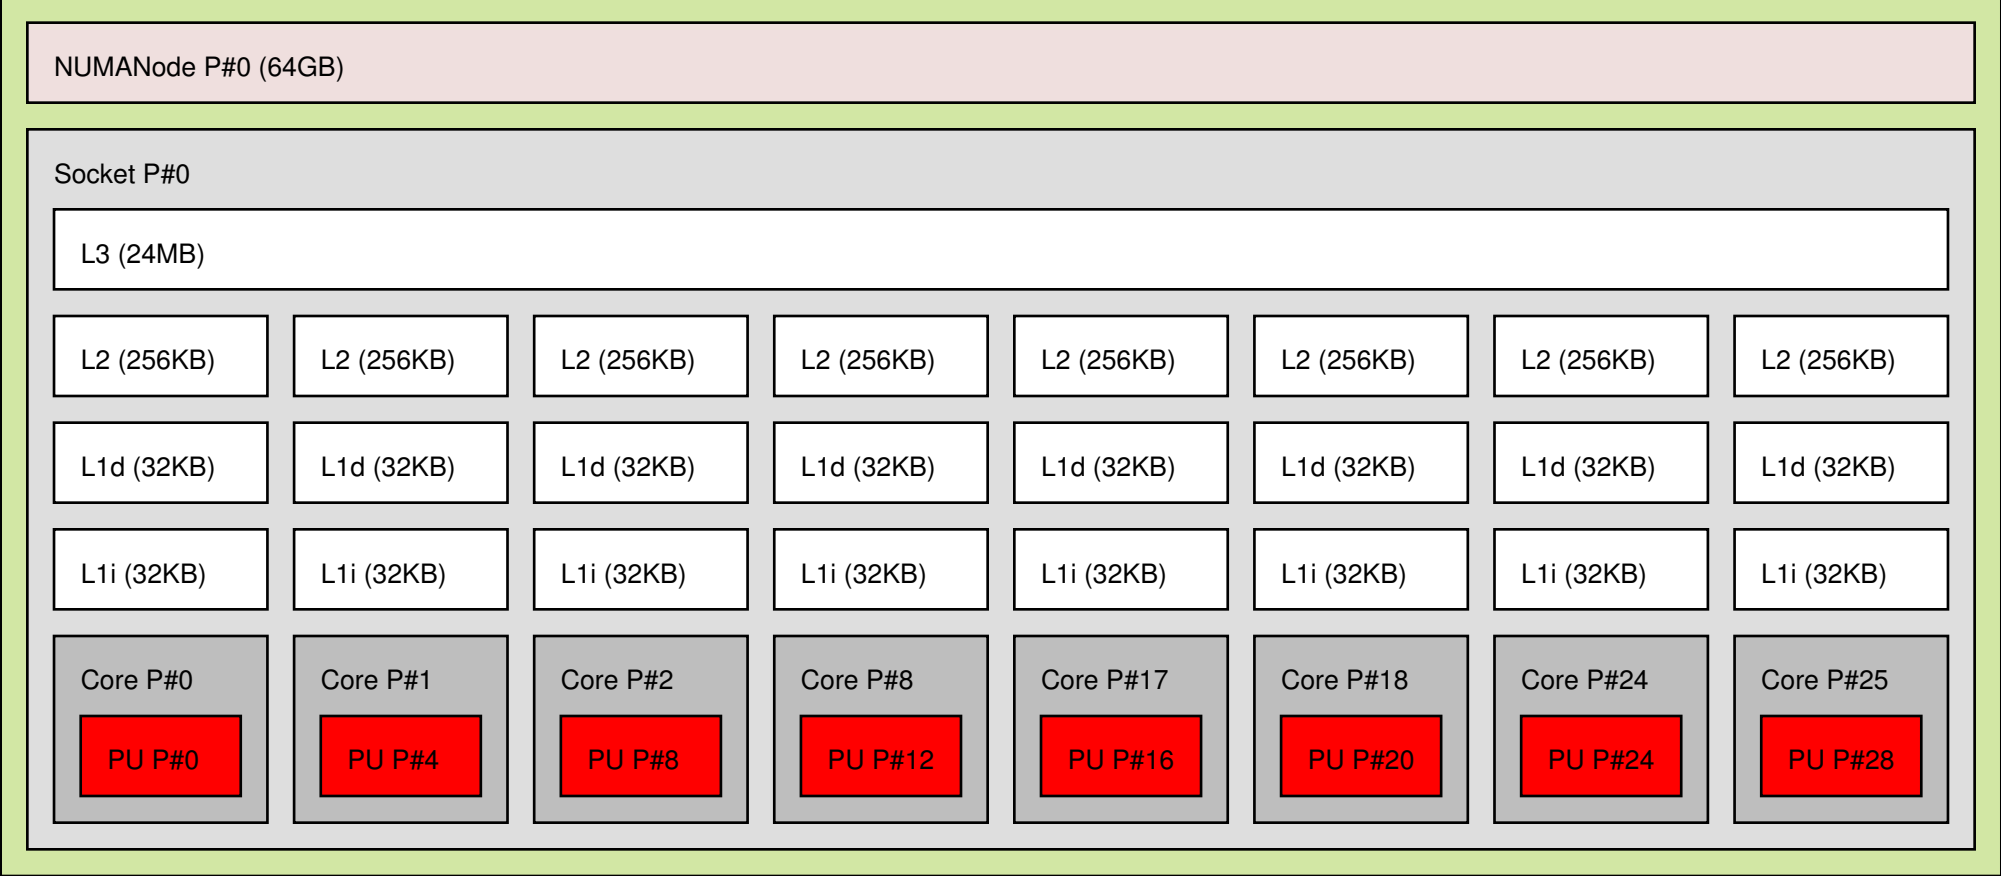 NUMANode P#0 (64GB)
Socket P#0
L3 (24MB)
L2 (256KB) L2 (256KB) L2 (256KB) L2 (256KB) L2 (256KB) L2 (256KB) L2 (256KB) L2 (256KB)
L1d (32KB) L1d (32KB) L1d (32KB) L1d (32KB) L1d (32KB) L1d (32KB) L1d (32KB) L1d (32KB)
L1i (32KB) L1i (32KB) L1i (32KB) L1i (32KB) L1i (32KB) L1i (32KB) L1i (32KB) L1i (32KB)
Core P#0 Core P#1 Core P#2 Core P#8 Core P#17 Core P#18 Core P#24 Core P#25
PU P#0 PU P#4 PU P#8 PU P#12 PU P#16 PU P#20 PU P#24 PU P#28